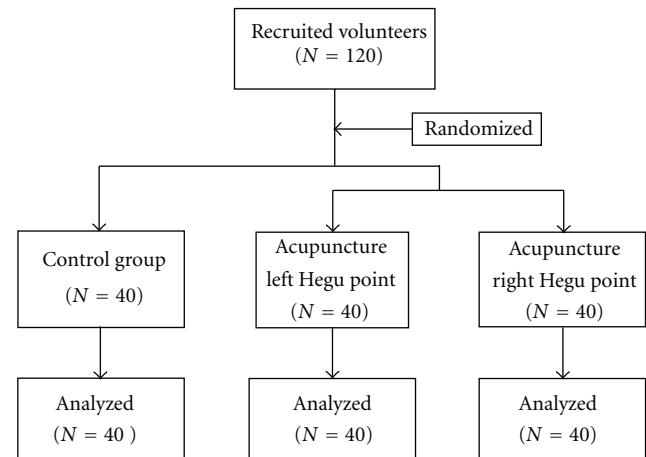 Recruited volunteers
(N = 120)
Randomized
Control group
(N = 40)
Acupuncture
left Hegu point
(N = 40)
Acupuncture
right Hegu point
(N = 40)
Analyzed
(N = 40 )
Analyzed
(N = 40)
Analyzed
(N = 40)